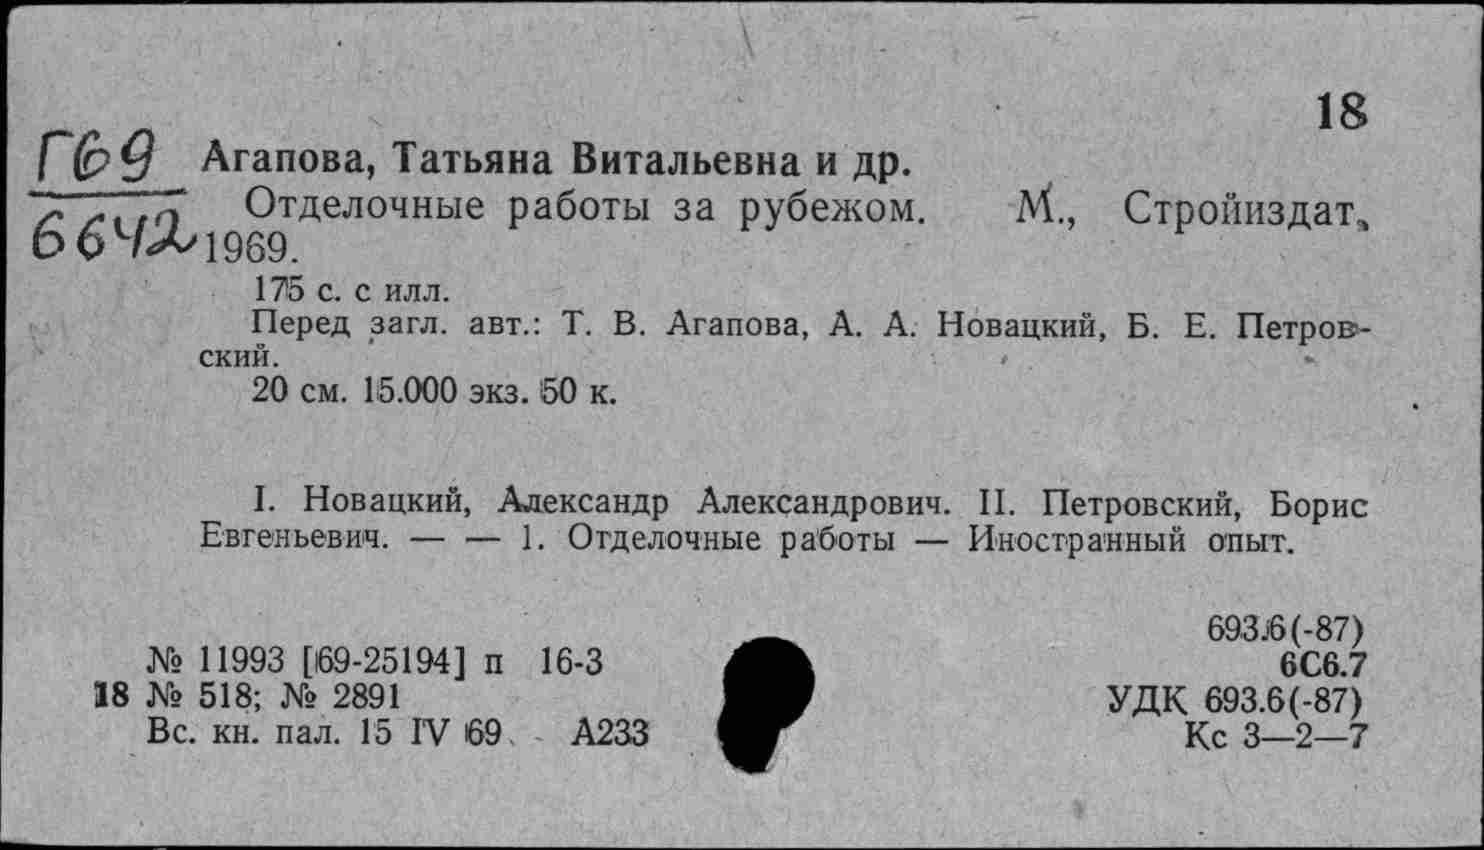 18
Г69
6642
Агапова, Татьяна Витальевна и др.
Отделочные работы за рубежом. М., Стройиздат,
1969.
175 с. с илл.
Перед загл. авт.: Т. В. Агапова, А. А. Новацкий, Б. Е. Петров-
ский.
20 см. 15.000 экз. 50 к.
I. Новацкий, Александр Александрович. II. Петровский, Борис
Евгеньевич. — — 1. Отделочные работы — Иностранный опыт.
693.6(-87)
№ 11993 [69-25194] п 16-3 6С6.7
18 № 518; № 2891 УДК 693.6(-87)
Вс. кн. пал. 15 IV 69. - А233 Кс 3—2—7